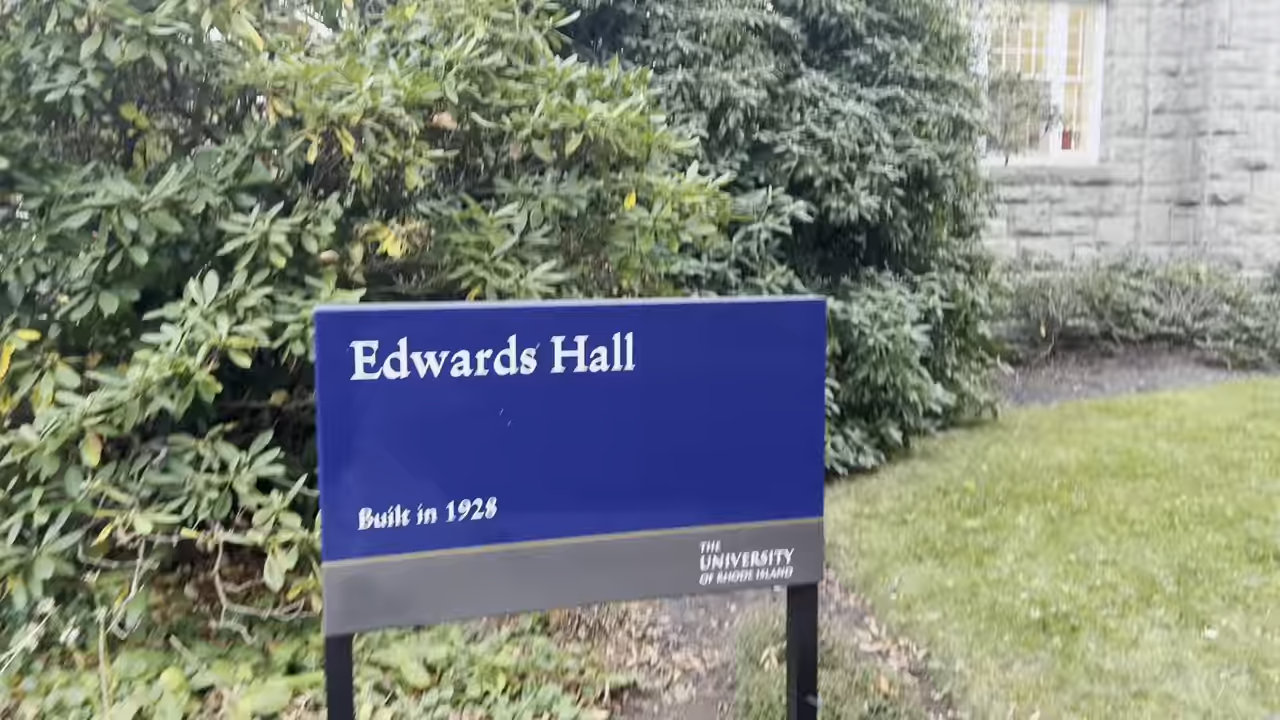 Edwards Hall
Built in 1928
THE
UNIVERSITY
OF RHODE ISLAND